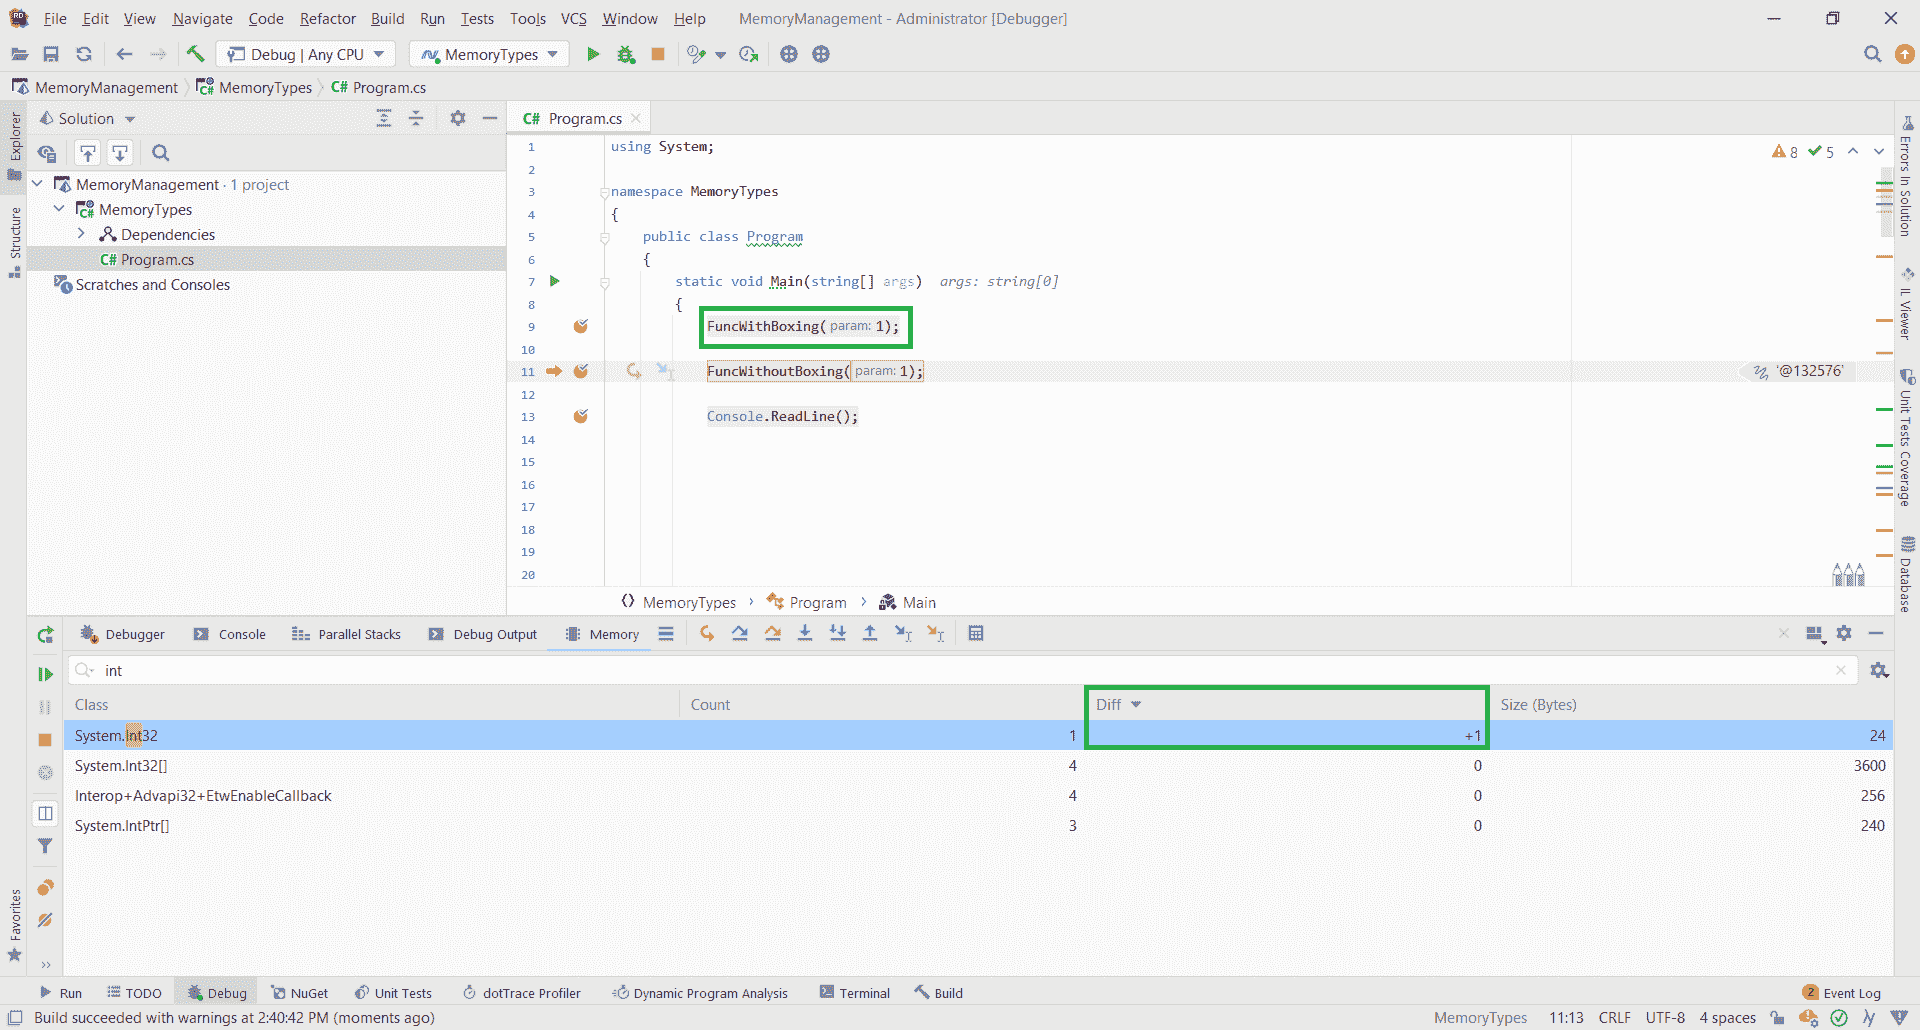 File Edit View Navigate Code Refactor Build Run Tests Tools VCS Window Help MemoryManagement - Administrator [Debugger]
Debug | Any CPU MemoryTypes
MemoryManagement MemoryTypes C# Program.cs
Explorer
Structure
Favorites
Solution
MemoryManagement · 1 project
MemoryTypes
Dependencies
C# Program.cs
Scratches and Consoles
C# Program.cs
1 using System;
2
3 namespace MemoryTypes
4 {
5 public class Program
6 {
7 static void Main(string[] args) args: string[0]
8 {
9 FuncWithBoxing( param: 1);
10
11 FuncWithoutBoxing( param: 1); '@132576'
12
13 Console.ReadLine();
14
15
16
17
18
19
20
8 5
Errors In Solution
IL Viewer
Unit Tests Coverage
Database
MemoryTypes Program Main
Debugger Console Parallel Stacks Debug Output Memory
int
Class Count Diff Size (Bytes)
System.Int32 1 +1 24
System.Int32[] 4 0 3600
Interop+Advapi32+EtwEnableCallback 4 0 256
System.IntPtr[] 3 0 240
Run TODO Debug NuGet Unit Tests dotTrace Profiler Dynamic Program Analysis Terminal Build 2 Event Log
Build succeeded with warnings at 2:40:42 PM (moments ago) MemoryTypes 11:13 CRLF UTF-8 4 spaces